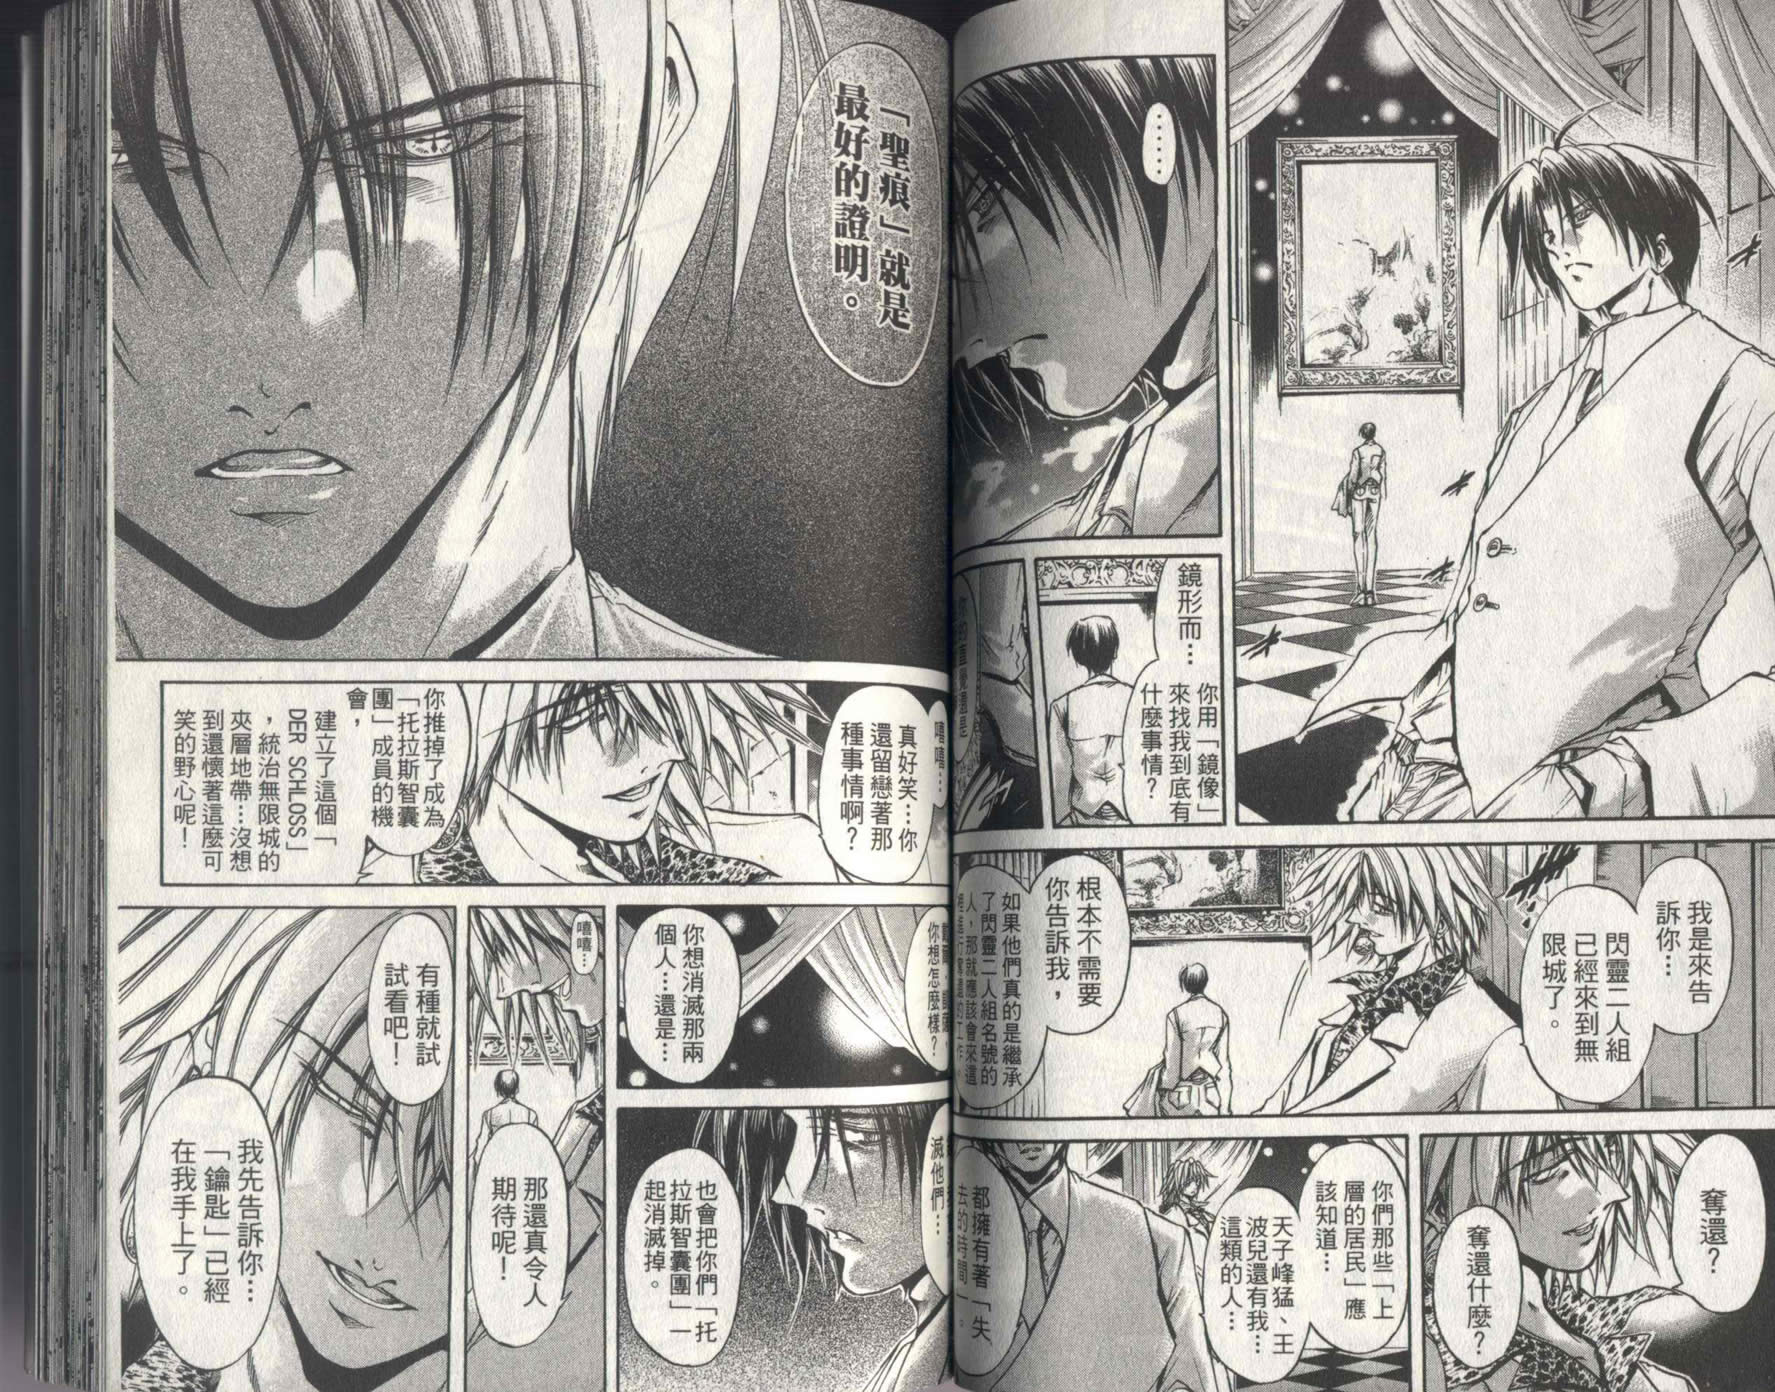 ……
鏡形而…
你用「鏡像」
來找我到底有
什麼事情？
我是來告
訴你…
閃靈二人組
已經來到無
限城了。
根本不需要
你告訴我，
如果他們真的是繼承
了閃靈二人組名號的
人，那就應該會來這
奪還？
奪還什麼？
你們那些「上
層的居民」應
該知道…
天子峰猛、王
波兒還有我…
這類的人…
都擁有著「失
去的時間」。
「聖痕」就是
最好的證明。
嘻嘻…
真好笑…你
還留戀著那
種事情啊？
你推掉了成為
「托拉斯智囊
團」成員的機
會，
建立了這個「
DER SCHLOSS」
，統治無限城的
夾層地帶…沒想
到還懷著這麼可
笑的野心呢！
你想怎麼樣？
你想消滅那兩
個人…還是…
滅他們…
也會把你們「托
拉斯智囊團」一
起消滅掉。
嘻嘻…
那還真令人
期待呢！
有種就試
試看吧！
我先告訴你…
「鑰匙」已經
在我手上了。